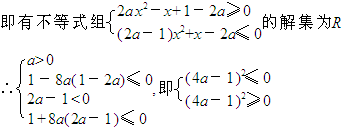 即有不等式组{2ax²-x+1-2a⩾0
(2a-1)x²+x-2a⩽0 的解集为R
∴{a>0
1-8a(1-2a)⩽0
2a-1<0
1+8a(2a-1)⩽0 ,即{(4a-1)²⩽0
(4a-1)²⩾0